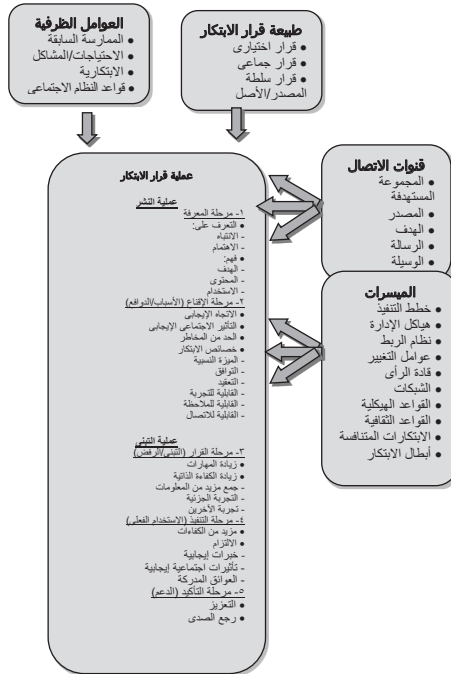 العوامل الظرفية
• الممارسة السابقة
• الاحتياجات/المشاكل
• الابتكارية
• قواعد النظام الاجتماعى
طبيعة قرار الابتكار
• قرار اختيارى
• قرار جماعى
• قرار سلطة
المصدر/الأصل
عملية قرار الابتكار
عملية النشر
١- مرحلة المعرفة
• التعرف على:
- الانتباه
- الاهتمام
• فهم:
- الهدف
- المحتوى
- الاستخدام
٢- مرحلة الإقناع (الأسباب/الدوافع)
• الاتجاه الإيجابى
• التأثير الاجتماعى الإيجابى
• الحد من المخاطر
• خصائص الابتكار
- الميزة النسبية
- التوافق
- التعقيد
- القابلية للتجربة
- القابلية للملاحظة
- القابلية للاتصال
عملية التبنى
٣- مرحلة القرار (التبنى/الرفض)
• زيادة المهارات
• زيادة الكفاءة الذاتية
- جمع مزيد من المعلومات
- التجربة الجزئية
- تجربة الآخرين
٤- مرحلة التنفيذ (الاستخدام الفعلى)
• مزيد من الكفاءات
• الالتزام
- خبرات إيجابية
- تأثيرات اجتماعية إيجابية
- العوائق المدركة
٥- مرحلة التأكيد (الدعم)
• التعزيز
• رجع الصدى
قنوات الاتصال
• المجموعة
المستهدفة
• المصدر
• الهدف
• الرسالة
• الوسيلة
الميسرات
• خطط التنفيذ
• هياكل الإدارة
• نظام الربط
• عوامل التغيير
• قادة الرأى
• الشبكات
• القواعد الهيكلية
• القواعد الثقافية
• الابتكارات المتنافسة
• أبطال الابتكار